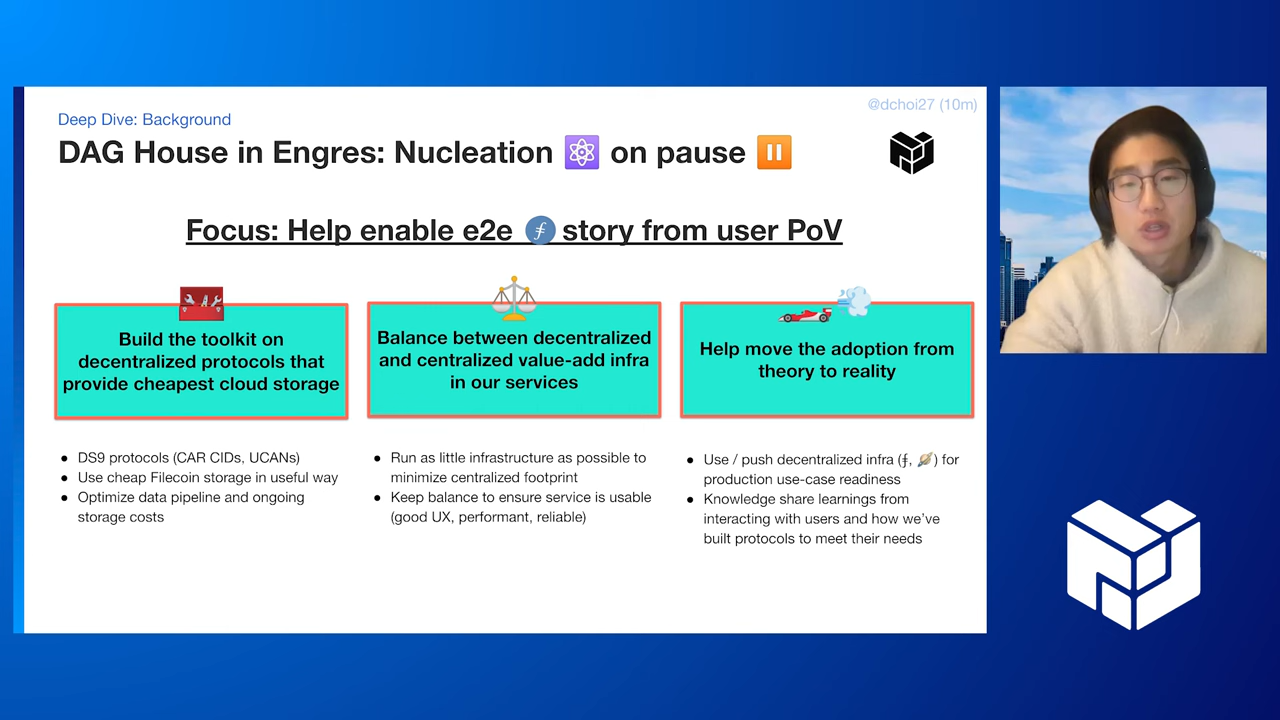 @dchoi27 (10m)
Deep Dive: Background
DAG House in Engres: Nucleation ⚛️ on pause ⏸️
Focus: Help enable e2e ƒ story from user PoV
Build the toolkit on
decentralized protocols that
provide cheapest cloud storage
DS9 protocols (CAR CIDs, UCANs)
Use cheap Filecoin storage in useful way
Optimize data pipeline and ongoing
storage costs
Balance between decentralized
and centralized value-add infra
in our services
Run as little infrastructure as possible to
minimize centralized footprint
Keep balance to ensure service is usable
(good UX, performant, reliable)
Help move the adoption from
theory to reality
Use / push decentralized infra (⨎, 🪐) for
production use-case readiness
Knowledge share learnings from
interacting with users and how we’ve
built protocols to meet their needs